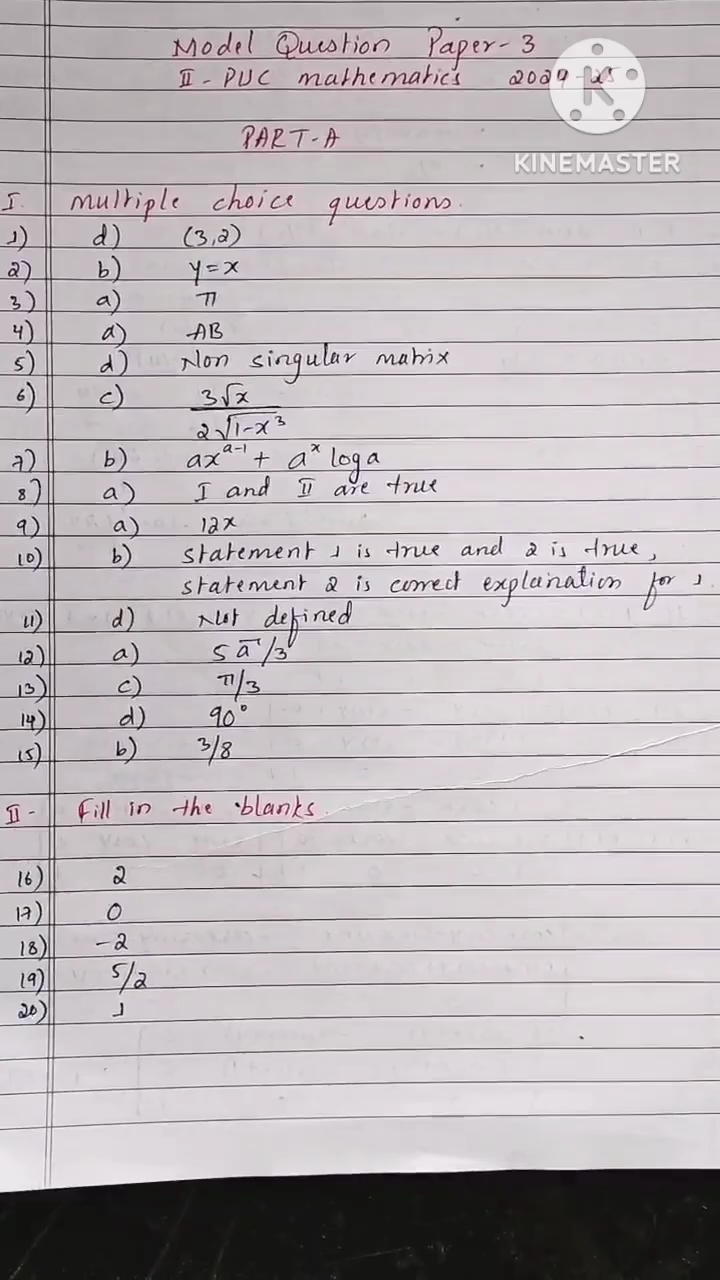 Model Question Paper - 3
II - PUC mathematics 2024-25
KINEMASTER
PART-A
I. Multiple choice questions.
1) d) (3,2)
2) b) y=x
3) a) π
4) a) AB
5) d) Non singular matrix
6) c) 3√x
2√1-x³
7) b) ax^(a-1) + a^x log a
8) a) I and II are true
9) a) 12x
10) b) statement 1 is true and 2 is true,
statement 2 is correct explanation for 1.
11) d) Not defined
12) a) 5a⃗/3
13) c) π/3
14) d) 90°
15) b) 3/8
II- Fill in the blanks.
16) 2
17) 0
18) -2
19) 5/2
20) 1